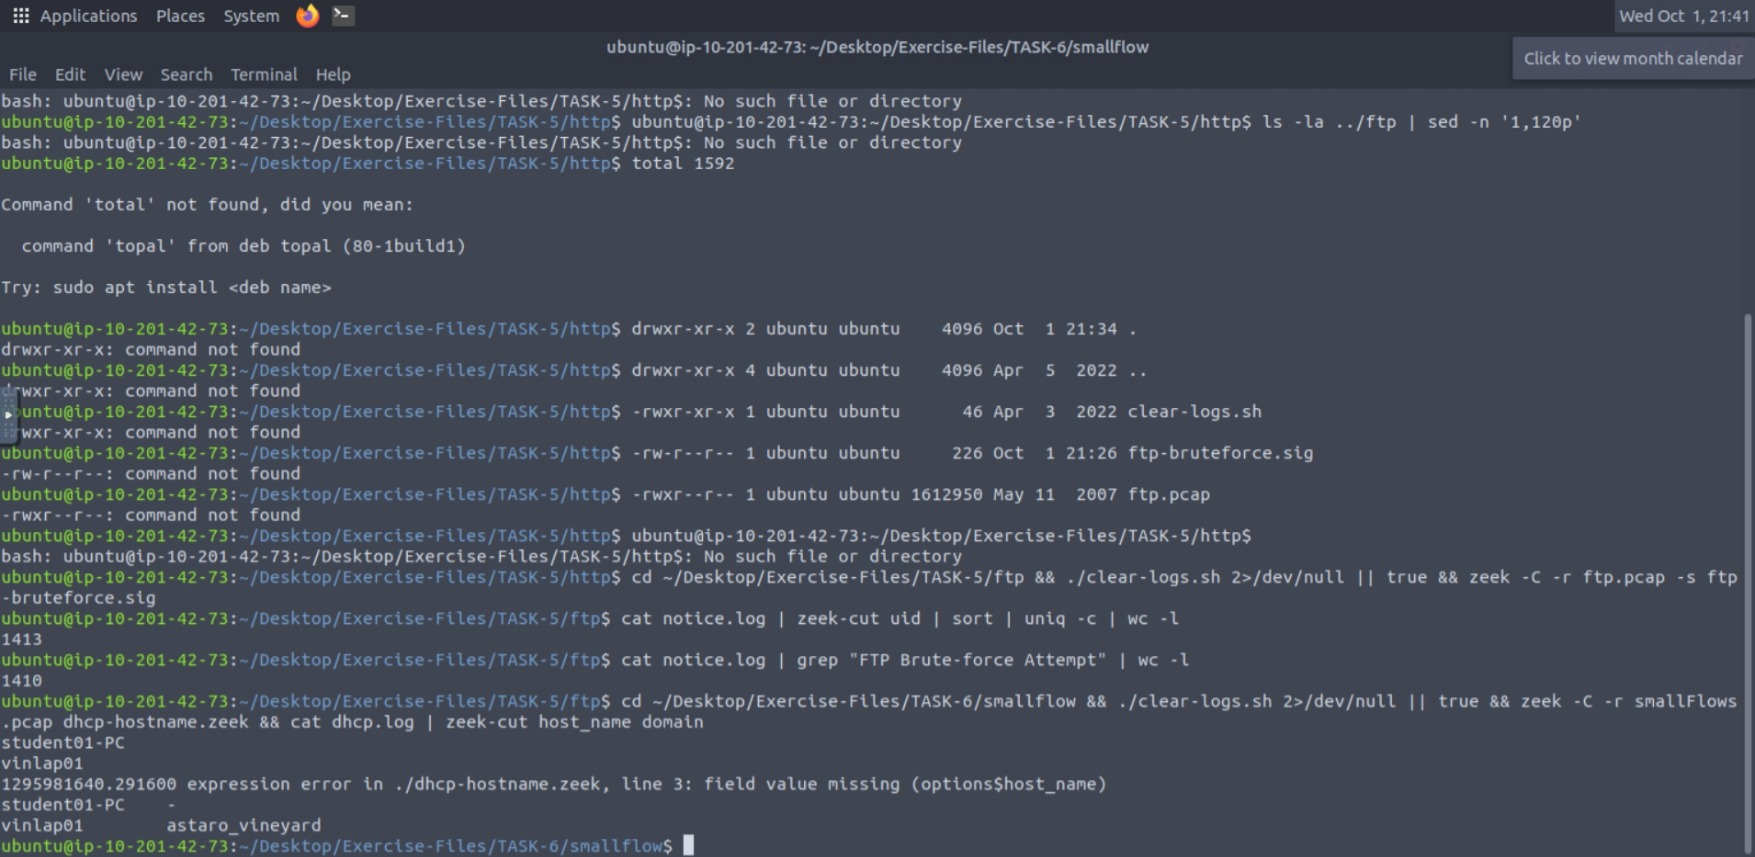 Applications Places System Wed Oct 1, 21:41
ubuntu@ip-10-201-42-73: ~/Desktop/Exercise-Files/TASK-6/smallflow
Click to view month calendar
File Edit View Search Terminal Help
bash: ubuntu@ip-10-201-42-73:~/Desktop/Exercise-Files/TASK-5/http$: No such file or directory
ubuntu@ip-10-201-42-73:~/Desktop/Exercise-Files/TASK-5/http$ ubuntu@ip-10-201-42-73:~/Desktop/Exercise-Files/TASK-5/http$ ls -la ../ftp | sed -n '1,120p'
bash: ubuntu@ip-10-201-42-73:~/Desktop/Exercise-Files/TASK-5/http$: No such file or directory
ubuntu@ip-10-201-42-73:~/Desktop/Exercise-Files/TASK-5/http$ total 1592
Command 'total' not found, did you mean:
command 'topal' from deb topal (80-1build1)
Try: sudo apt install <deb name>
ubuntu@ip-10-201-42-73:~/Desktop/Exercise-Files/TASK-5/http$ drwxr-xr-x 2 ubuntu ubuntu    4096 Oct  1 21:34 .
drwxr-xr-x: command not found
ubuntu@ip-10-201-42-73:~/Desktop/Exercise-Files/TASK-5/http$ drwxr-xr-x 4 ubuntu ubuntu    4096 Apr  5  2022 ..
drwxr-xr-x: command not found
ubuntu@ip-10-201-42-73:~/Desktop/Exercise-Files/TASK-5/http$ -rwxr-xr-x 1 ubuntu ubuntu      46 Apr  3  2022 clear-logs.sh
rwxr-xr-x: command not found
ubuntu@ip-10-201-42-73:~/Desktop/Exercise-Files/TASK-5/http$ -rw-r--r-- 1 ubuntu ubuntu     226 Oct  1 21:26 ftp-bruteforce.sig
-rw-r--r--: command not found
ubuntu@ip-10-201-42-73:~/Desktop/Exercise-Files/TASK-5/http$ -rwxr--r-- 1 ubuntu ubuntu 1612950 May 11  2007 ftp.pcap
-rwxr--r--: command not found
ubuntu@ip-10-201-42-73:~/Desktop/Exercise-Files/TASK-5/http$ ubuntu@ip-10-201-42-73:~/Desktop/Exercise-Files/TASK-5/http$
bash: ubuntu@ip-10-201-42-73:~/Desktop/Exercise-Files/TASK-5/http$: No such file or directory
ubuntu@ip-10-201-42-73:~/Desktop/Exercise-Files/TASK-5/http$ cd ~/Desktop/Exercise-Files/TASK-5/ftp && ./clear-logs.sh 2>/dev/null || true && zeek -C -r ftp.pcap -s ftp
-bruteforce.sig
ubuntu@ip-10-201-42-73:~/Desktop/Exercise-Files/TASK-5/ftp$ cat notice.log | zeek-cut uid | sort | uniq -c | wc -l
1413
ubuntu@ip-10-201-42-73:~/Desktop/Exercise-Files/TASK-5/ftp$ cat notice.log | grep "FTP Brute-force Attempt" | wc -l
1410
ubuntu@ip-10-201-42-73:~/Desktop/Exercise-Files/TASK-5/ftp$ cd ~/Desktop/Exercise-Files/TASK-6/smallflow && ./clear-logs.sh 2>/dev/null || true && zeek -C -r smallFlows
.pcap dhcp-hostname.zeek && cat dhcp.log | zeek-cut host_name domain
student01-PC
vinlap01
1295981640.291600 expression error in ./dhcp-hostname.zeek, line 3: field value missing (options$host_name)
student01-PC    -
vinlap01        astaro_vineyard
ubuntu@ip-10-201-42-73:~/Desktop/Exercise-Files/TASK-6/smallflow$